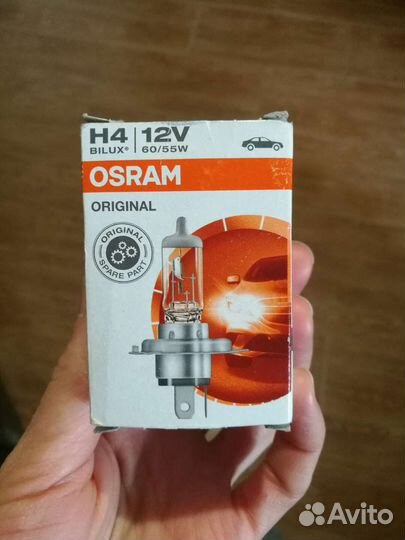 H4 12V
BILUX® 60/55W
OSRAM
ORIGINAL
ORIGINAL
SPARE PART
Avito